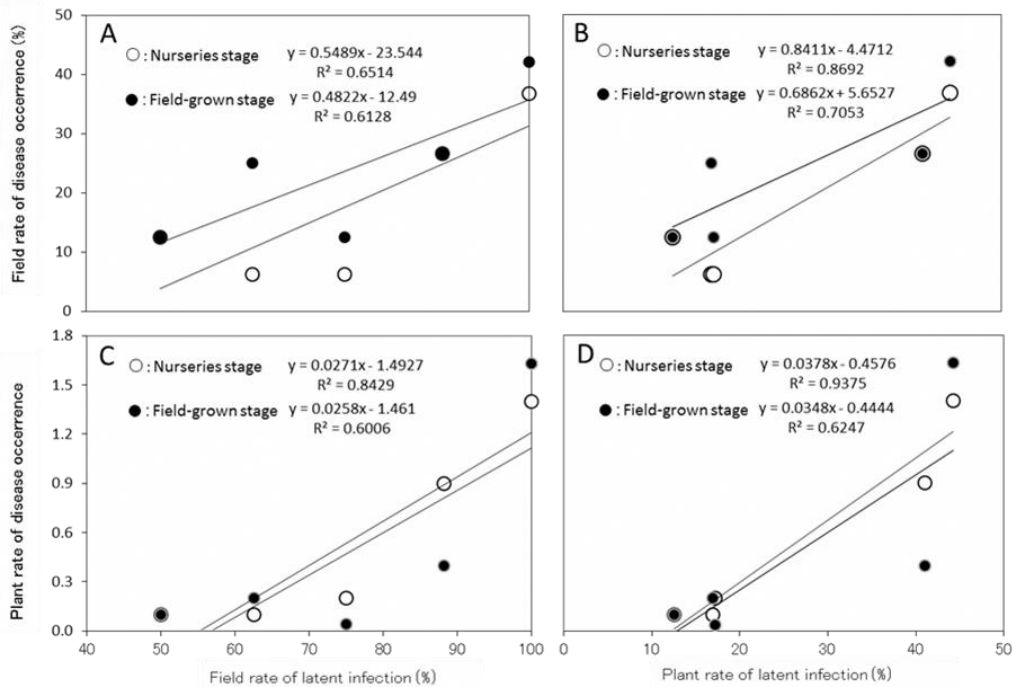 50
40
30
20
10
0
Field rate of disease occerrence (%)
A
○ : Nurseries stage y = 0.5489x - 23.544
R² = 0.6514
● : Field-grown stage y = 0.4822x - 12.49
R² = 0.6128
B
○ : Nurseries stage y = 0.8411x - 4.4712
R² = 0.8692
● : Field-grown stage y = 0.6862x + 5.6527
R² = 0.7053
1.8
1.5
1.2
0.9
0.6
0.3
0.0
Plant rate of disease occerrence
C
○ : Nurseries stage y = 0.0271x - 1.4927
R² = 0.8429
● : Field-grown stage y = 0.0258x - 1.461
R² = 0.6006
D
○ : Nurseries stage y = 0.0378x - 0.4576
R² = 0.9375
● : Field-grown stage y = 0.0348x - 0.4444
R² = 0.6247
40 50 60 70 80 90 100
0 10 20 30 40 50
Field rate of latent infection (%)
Plant rate of latent infection (%)